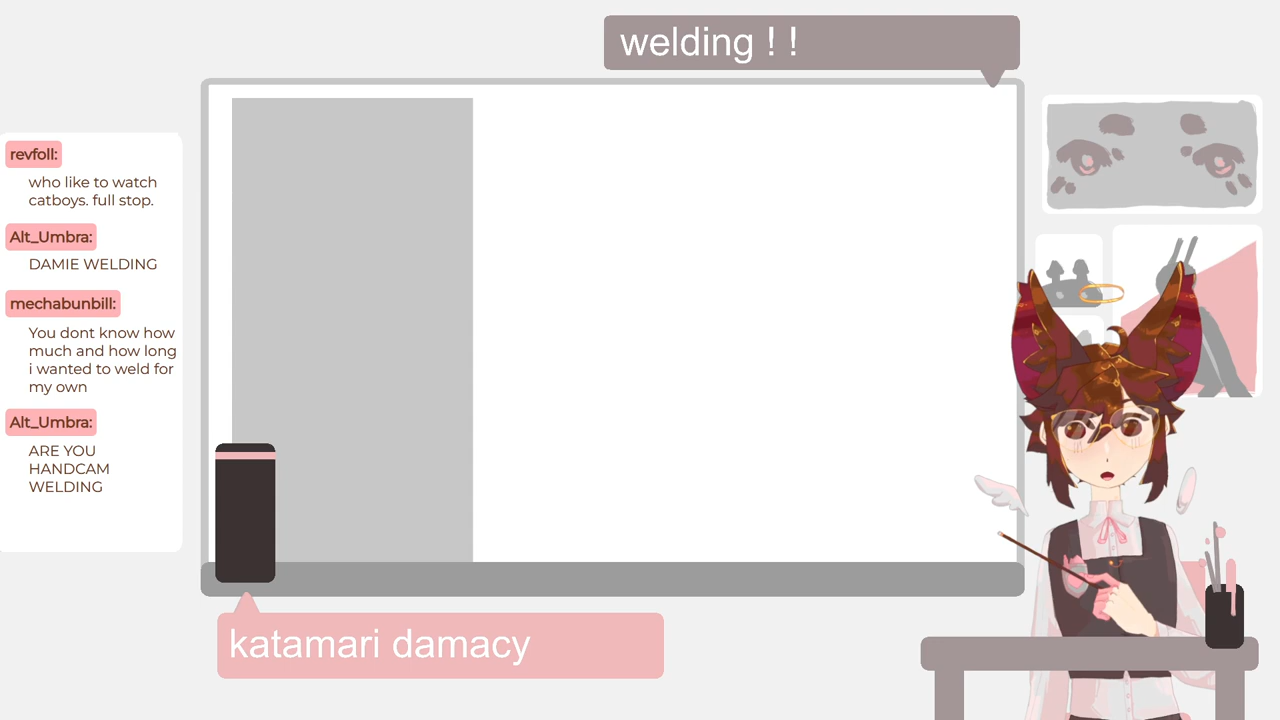 welding ! !
revfoll:
who like to watch
catboys. full stop.
Alt_Umbra:
DAMIE WELDING
mechabunbill:
You dont know how
much and how long
i wanted to weld for
my own
Alt_Umbra:
ARE YOU
HANDCAM
WELDING
katamari damacy